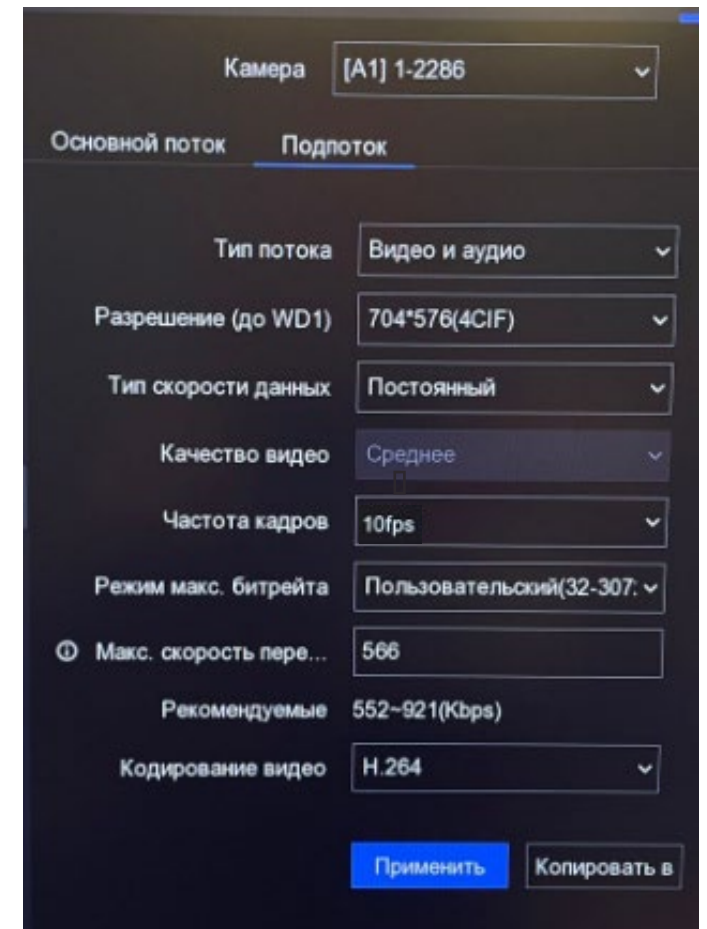 Камера [A1] 1-2286
Основной поток Подпоток
Тип потока Видео и аудио
Разрешение (до WD1) 704*576(4CIF)
Тип скорости данных Постоянный
Качество видео Среднее
Частота кадров 10fps
Режим макс. битрейта Пользовательский(32-307:
Макс. скорость пере... 566
Рекомендуемые 552~921(Kbps)
Кодирование видео H.264
Применить Копировать в